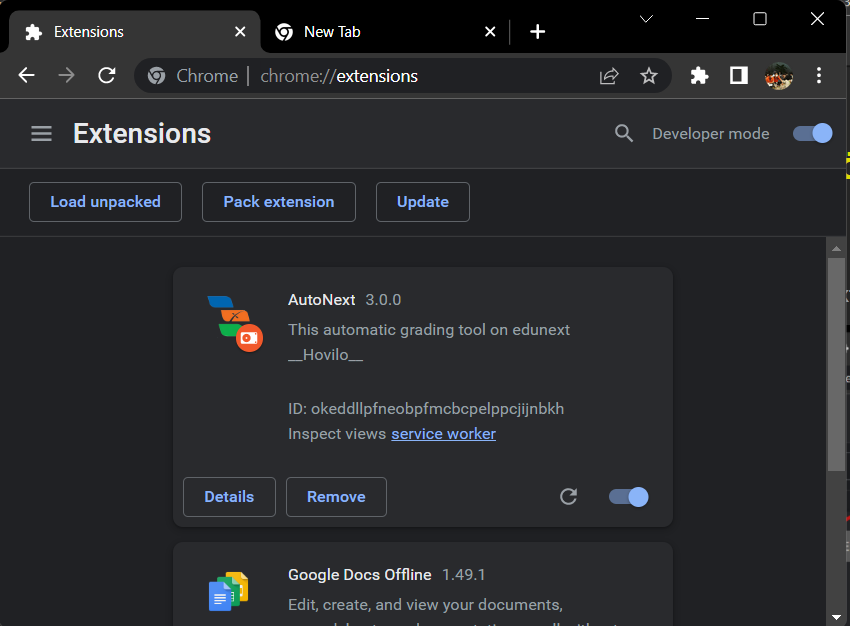 Extensions
New Tab
Chrome
chrome://extensions
Extensions
Developer mode
Load unpacked
Pack extension
Update
AutoNext 3.0.0
This automatic grading tool on edunext
__Hovilo__
ID: okeddllpfneobpfmcbcpelppcjijnbkh
Inspect views service worker
Details
Remove
Google Docs Offline 1.49.1
Edit, create, and view your documents,